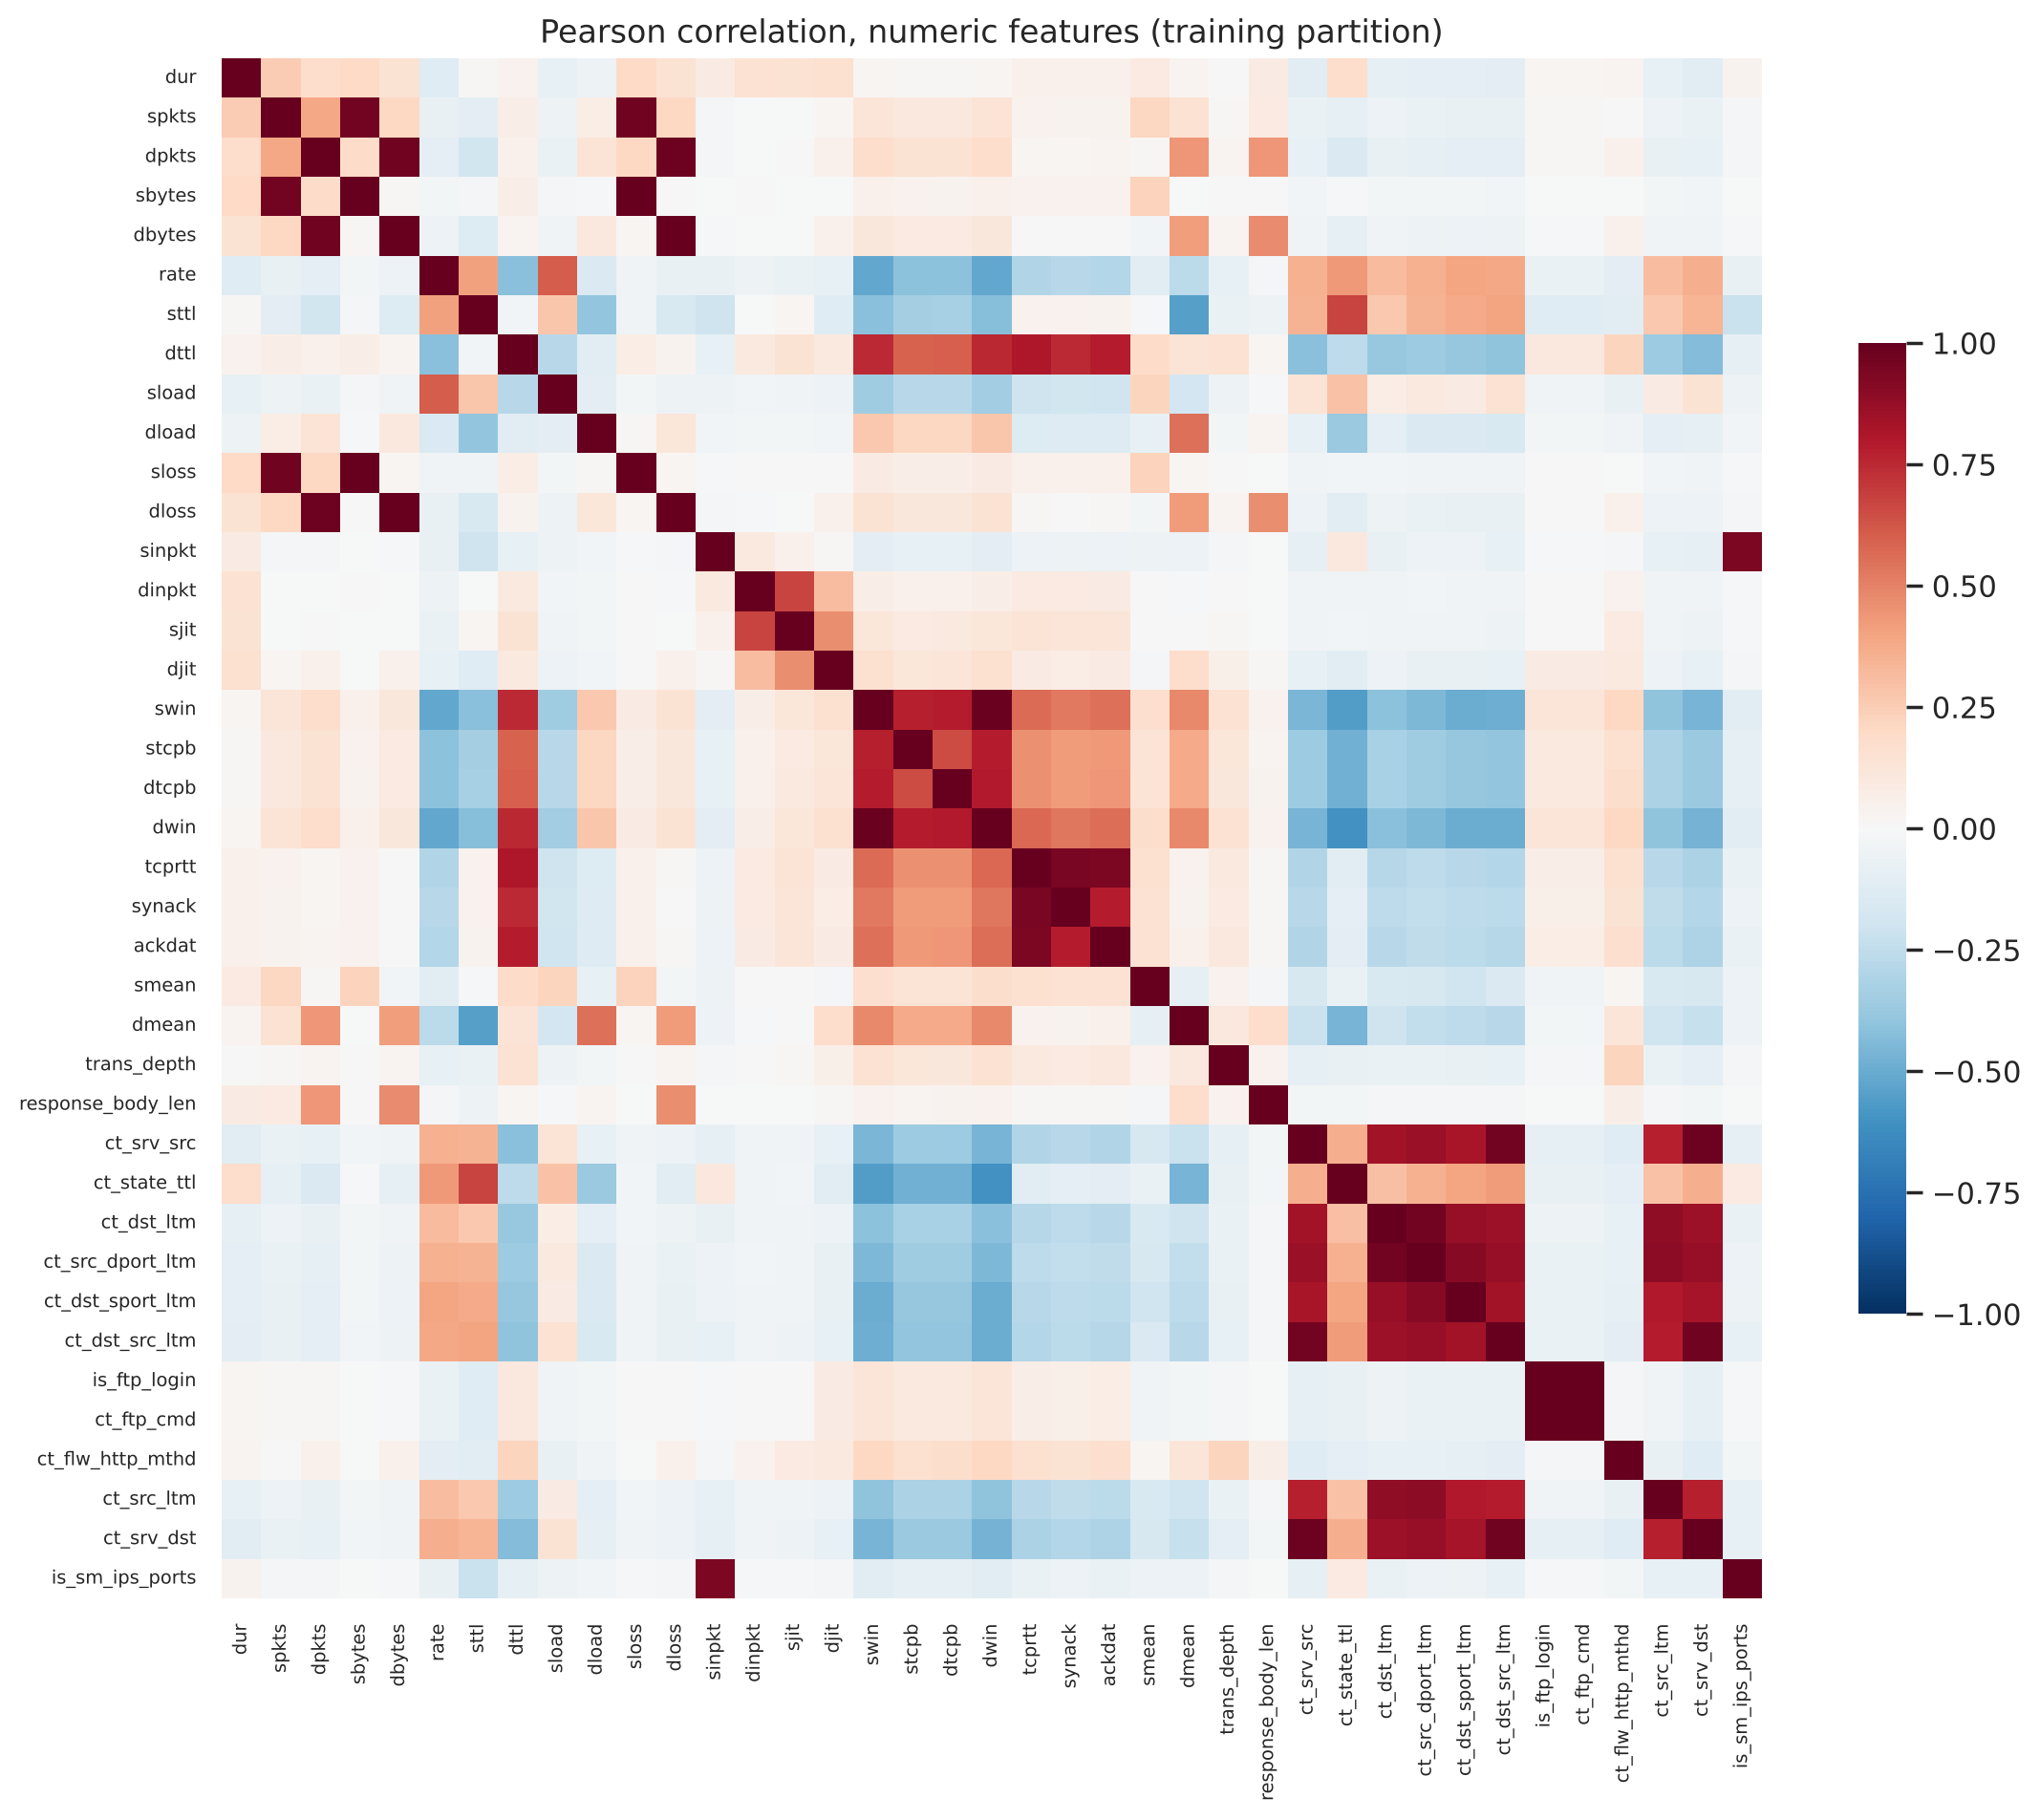 Pearson correlation, numeric features (training partition)
dur
spkts
dpkts
sbytes
dbytes
rate
sttl
dttl
sload
dload
sloss
dloss
sinpkt
dinpkt
sjit
djit
swin
stcpb
dtcpb
dwin
tcprtt
synack
ackdat
smean
dmean
trans_depth
response_body_len
ct_srv_src
ct_state_ttl
ct_dst_ltm
ct_src_dport_ltm
ct_dst_sport_ltm
ct_dst_src_ltm
is_ftp_login
ct_ftp_cmd
ct_flw_http_mthd
ct_src_ltm
ct_srv_dst
is_sm_ips_ports
dur
spkts
dpkts
sbytes
dbytes
rate
sttl
dttl
sload
dload
sloss
dloss
sinpkt
dinpkt
sjit
djit
swin
stcpb
dtcpb
dwin
tcprtt
synack
ackdat
smean
dmean
trans_depth
response_body_len
ct_srv_src
ct_state_ttl
ct_dst_ltm
ct_src_dport_ltm
ct_dst_sport_ltm
ct_dst_src_ltm
is_ftp_login
ct_ftp_cmd
ct_flw_http_mthd
ct_src_ltm
ct_srv_dst
is_sm_ips_ports
1.00
0.75
0.50
0.25
0.00
−0.25
−0.50
−0.75
−1.00